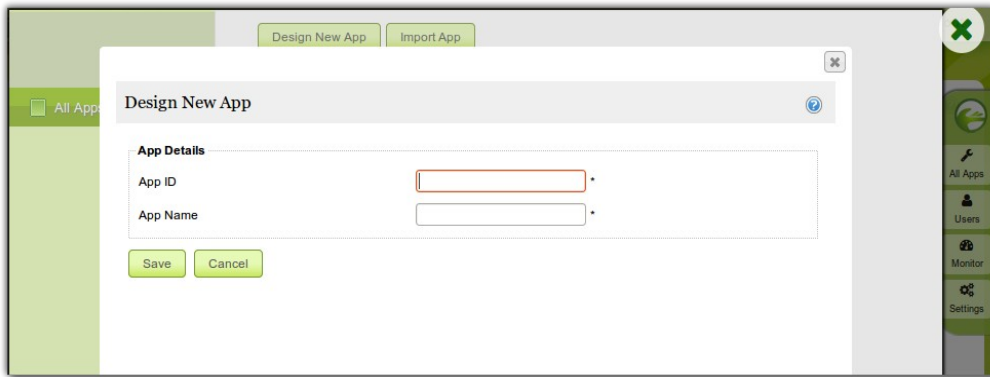 Design New App
Import App
All Apps
Design New App
App Details
App ID *
App Name *
Save
Cancel
All Apps
Users
Monitor
Settings